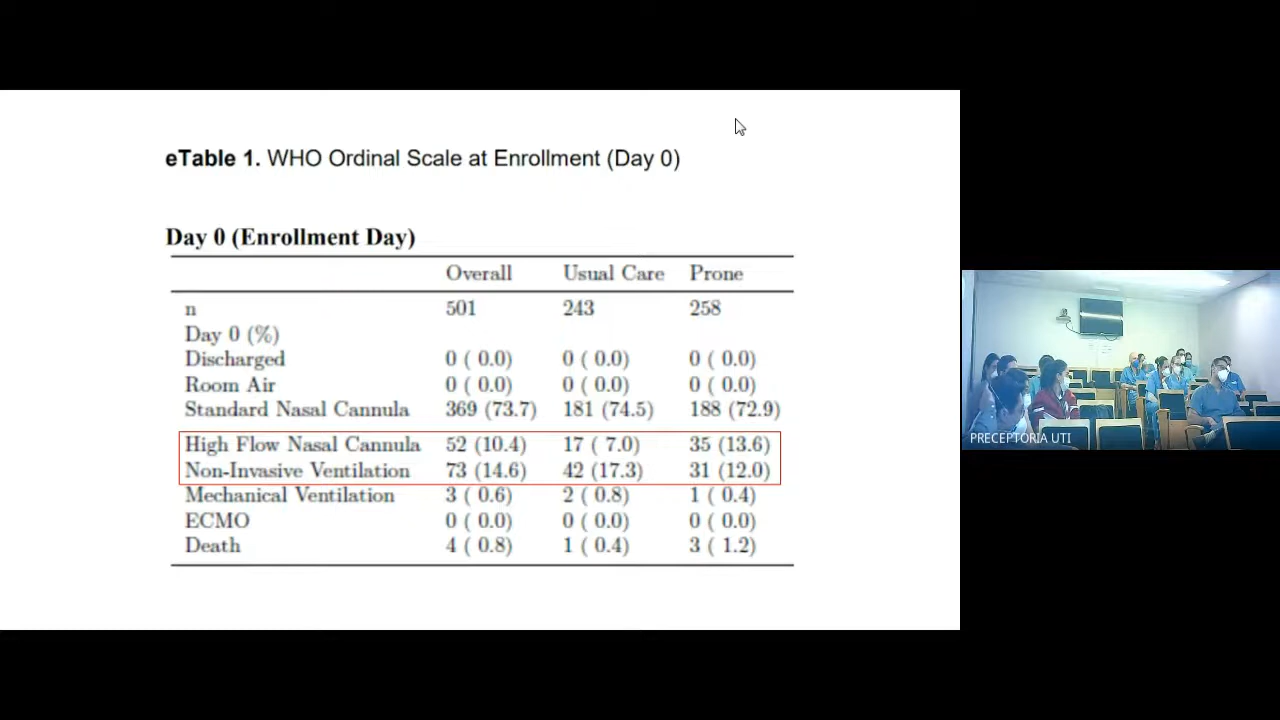 eTable 1. WHO Ordinal Scale at Enrollment (Day 0)
Day 0 (Enrollment Day)
Overall Usual Care Prone
n 501 243 258
Day 0 (%)
Discharged 0 ( 0.0) 0 ( 0.0) 0 ( 0.0)
Room Air 0 ( 0.0) 0 ( 0.0) 0 ( 0.0)
Standard Nasal Cannula 369 (73.7) 181 (74.5) 188 (72.9)
High Flow Nasal Cannula 52 (10.4) 17 ( 7.0) 35 (13.6)
Non-Invasive Ventilation 73 (14.6) 42 (17.3) 31 (12.0)
Mechanical Ventilation 3 ( 0.6) 2 ( 0.8) 1 ( 0.4)
ECMO 0 ( 0.0) 0 ( 0.0) 0 ( 0.0)
Death 4 ( 0.8) 1 ( 0.4) 3 ( 1.2)
PRECEPTORIA UTI